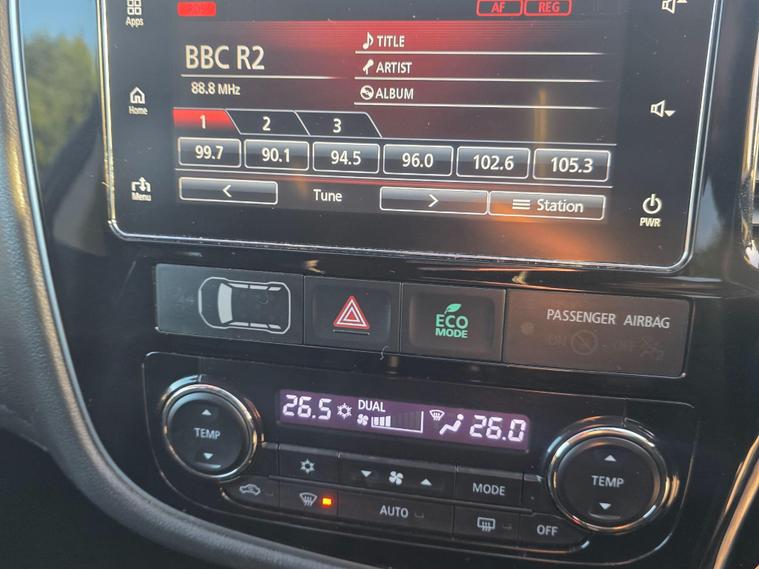 AF REG
Apps
BBC R2
TITLE
88.8 MHz
ARTIST
ALBUM
Home
1 2 3
99.7 90.1 94.5 96.0 102.6 105.3
Menu
< Tune > Station
PWR
ECO
MODE
PASSENGER AIRBAG
ON OFF
26.5 DUAL 26.0
TEMP
TEMP
MODE
AUTO
OFF